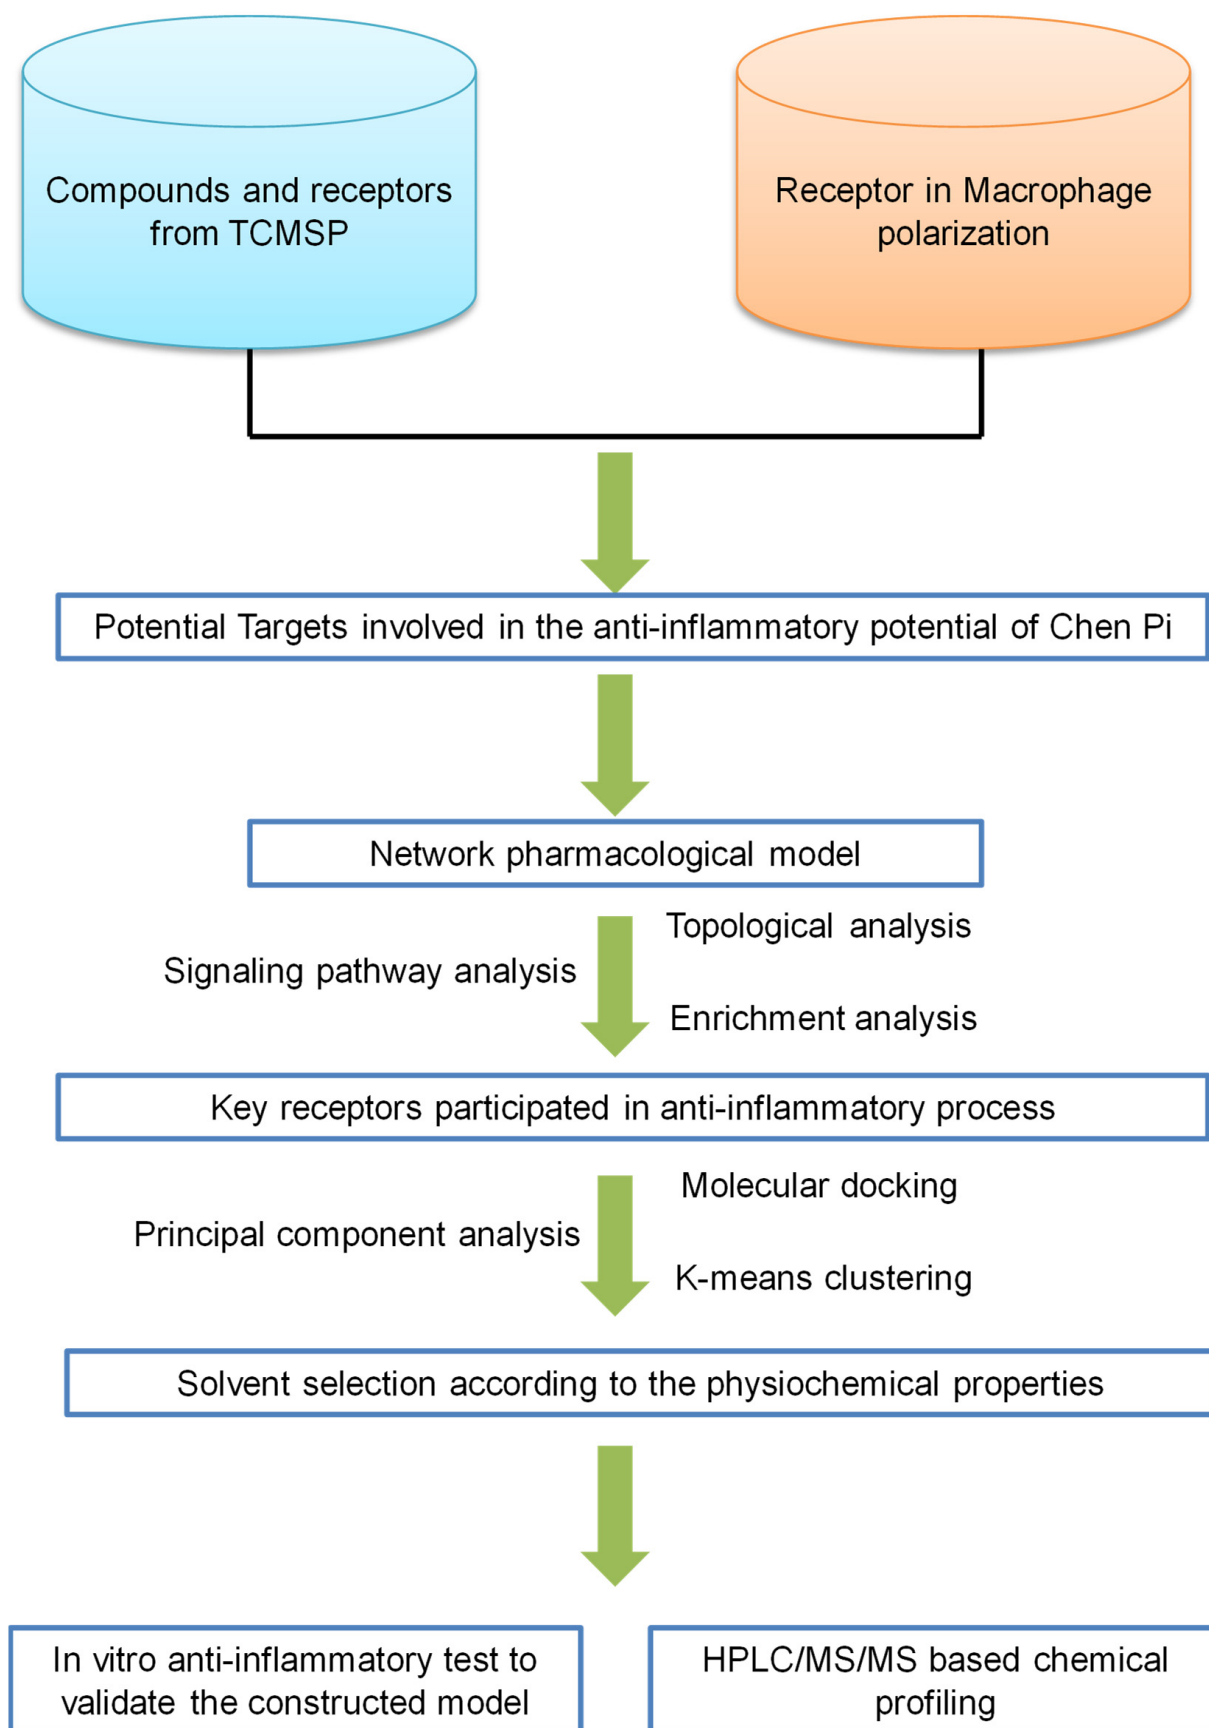 Compounds and receptors
from TCMSP
Receptor in Macrophage
polarization
Potential Targets involved in the anti-inflammatory potential of Chen Pi
Network pharmacological model
Topological analysis
Signaling pathway analysis
Enrichment analysis
Key receptors participated in anti-inflammatory process
Molecular docking
Principal component analysis
K-means clustering
Solvent selection according to the physiochemical properties
In vitro anti-inflammatory test to
validate the constructed model
HPLC/MS/MS based chemical
profiling